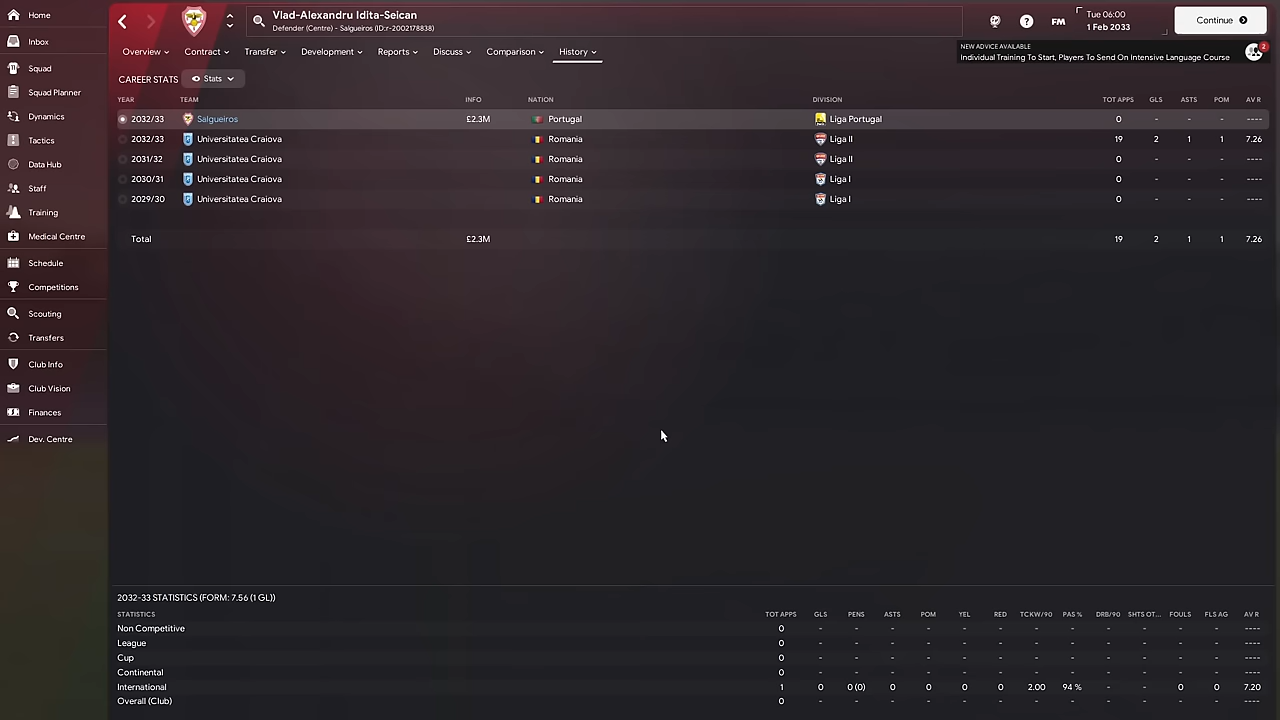 Home
Inbox
Squad
Squad Planner
Dynamics
Tactics
Data Hub
Staff
Training
Medical Centre
Schedule
Competitions
Scouting
Transfers
Club Info
Club Vision
Finances
Dev. Centre
Vlad-Alexandru Idita-Seican
Defender (Centre) - Salgueiros (ID:r-2002178838)
FM
Tue 06:00
1 Feb 2033
Continue
Overview Contract Transfer Development Reports Discuss Comparison History
NEW ADVICE AVAILABLE
Individual Training To Start, Players To Send On Intensive Language Course
2
CAREER STATS Stats
YEAR TEAM INFO NATION DIVISION TOT APPS GLS ASTS POM AV R
2032/33 Salgueiros £2.3M Portugal Liga Portugal 0 - - - ----
2032/33 Universitatea Craiova Romania Liga II 19 2 1 1 7.26
2031/32 Universitatea Craiova Romania Liga II 0 - - - ----
2030/31 Universitatea Craiova Romania Liga I 0 - - - ----
2029/30 Universitatea Craiova Romania Liga I 0 - - - ----
Total £2.3M 19 2 1 1 7.26
2032-33 STATISTICS (FORM: 7.56 (1 GL))
STATISTICS TOT APPS GLS PENS ASTS POM YEL RED TCKW/90 PAS % DRB/90 SHTS OT... FOULS FLS AG AV R
Non Competitive 0 - - - - - - - - - - - - ----
League 0 - - - - - - - - - - - - ----
Cup 0 - - - - - - - - - - - - ----
Continental 0 - - - - - - - - - - - - ----
International 1 0 0 (0) 0 0 0 0 2.00 94 % - - 0 0 7.20
Overall (Club) 0 - - - - - - - - - - - - ----